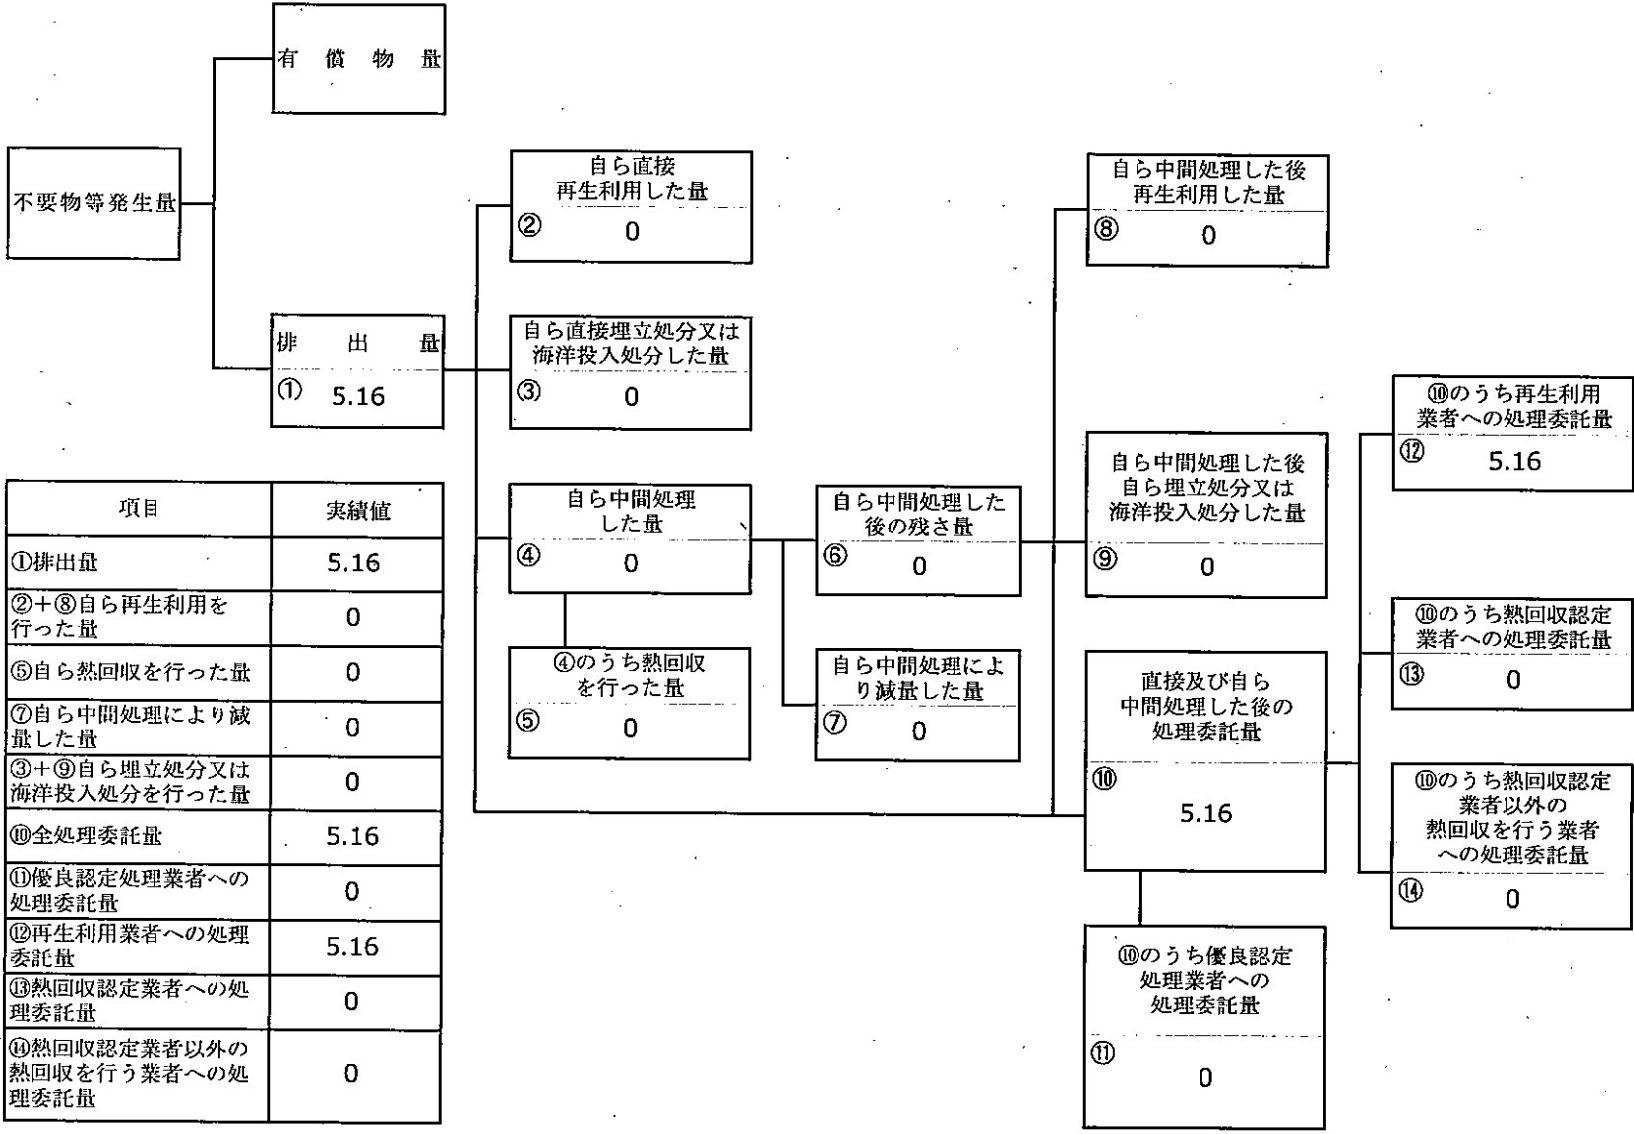 有償物量
不要物等発生量
排出量
① 5.16
自ら直接
再生利用した量
② 0
自ら直接埋立処分又は
海洋投入処分した量
③ 0
自ら中間処理
した量
④ 0
④のうち熱回収
を行った量
⑤ 0
自ら中間処理した
後の残さ量
⑥ 0
自ら中間処理によ
り減量した量
⑦ 0
自ら中間処理した後
再生利用した量
⑧ 0
自ら中間処理した後
自ら埋立処分又は
海洋投入処分した量
⑨ 0
直接及び自ら
中間処理した後の
処理委託量
⑩
5.16
⑩のうち優良認定
処理業者への
処理委託量
⑪
0
⑩のうち再生利用
業者への処理委託量
⑫ 5.16
⑩のうち熱回収認定
業者への処理委託量
⑬ 0
⑩のうち熱回収認定
業者以外の
熱回収を行う業者
への処理委託量
⑭ 0
項目 実績値
①排出量 5.16
②＋⑧自ら再生利用を
行った量 0
⑤自ら熱回収を行った量 0
⑦自ら中間処理により減
量した量 0
③＋⑨自ら埋立処分又は
海洋投入処分を行った量 0
⑩全処理委託量 5.16
⑪優良認定処理業者への
処理委託量 0
⑫再生利用業者への処理
委託量 5.16
⑬熱回収認定業者への処
理委託量 0
⑭熱回収認定業者以外の
熱回収を行う業者への処
理委託量 0